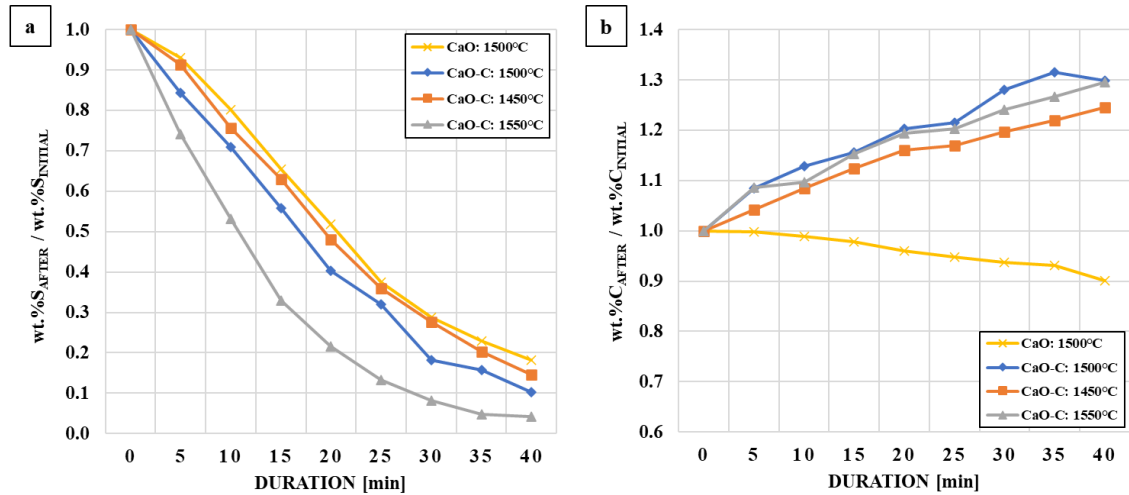 a
wt.%S_AFTER / wt.%S_INITIAL
1.0
0.9
0.8
0.7
0.6
0.5
0.4
0.3
0.2
0.1
0.0
CaO: 1500°C
CaO-C: 1500°C
CaO-C: 1450°C
CaO-C: 1550°C
0 5 10 15 20 25 30 35 40
DURATION [min]
b
wt.%C_AFTER / wt.%C_INITIAL
1.4
1.3
1.2
1.1
1.0
0.9
0.8
0.7
0.6
CaO: 1500°C
CaO-C: 1500°C
CaO-C: 1450°C
CaO-C: 1550°C
0 5 10 15 20 25 30 35 40
DURATION [min]